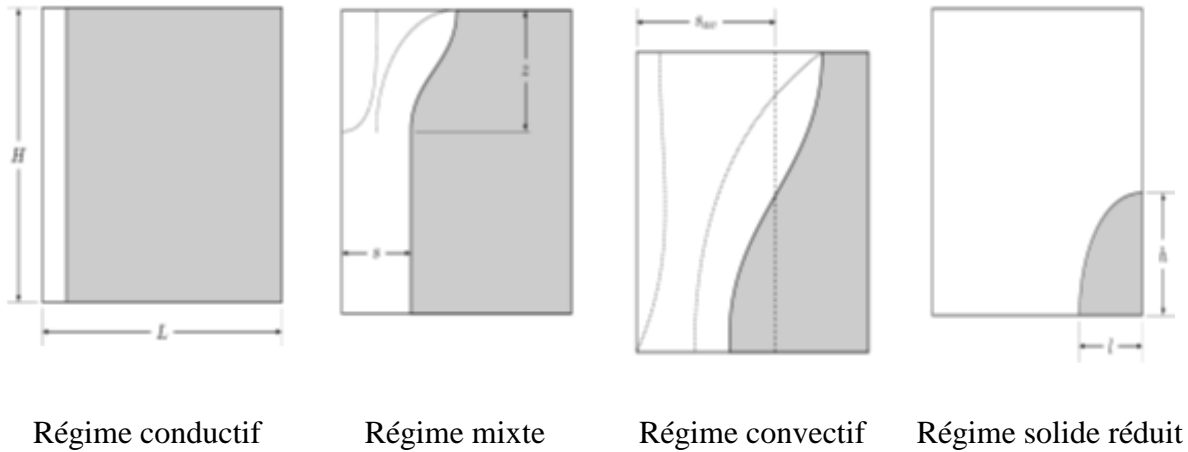 H
L
s
z
s_av
h
l
Régime conductif Régime mixte Régime convectif Régime solide réduit